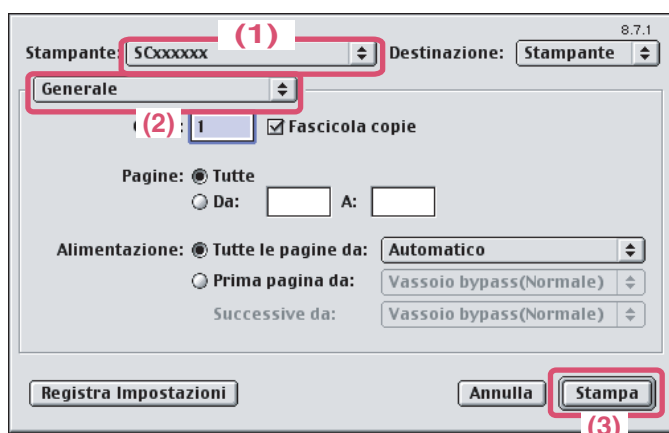 8.7.1
(1)
Stampante: SCxxxxxx Destinazione: Stampante
Generale
(2) : 1 Fascicola copie
Pagine: Tutte
Da: A:
Alimentazione: Tutte le pagine da: Automatico
Prima pagina da: Vassoio bypass(Normale)
Successive da: Vassoio bypass(Normale)
Registra Impostazioni Annulla Stampa
(3)